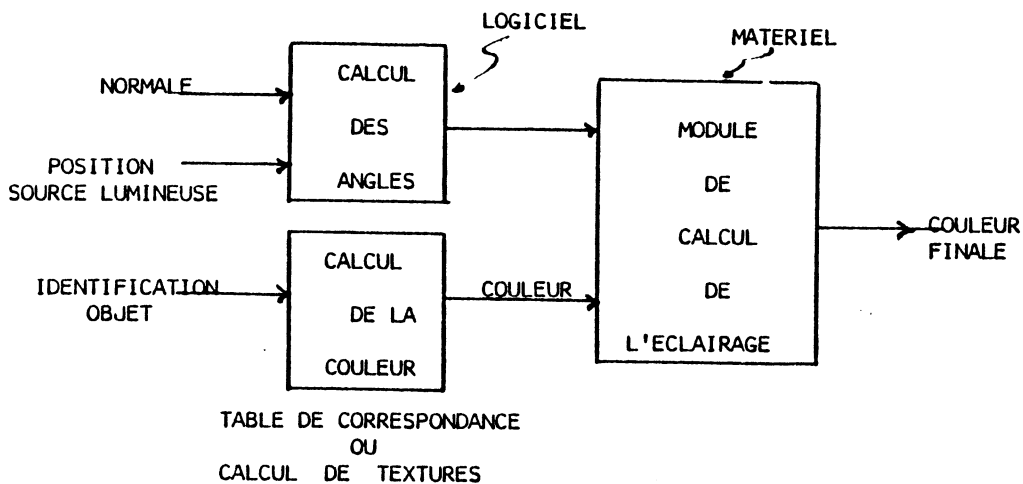 LOGICIEL
MATERIEL
NORMALE
POSITION
SOURCE LUMINEUSE
CALCUL
DES
ANGLES
IDENTIFICATION
OBJET
CALCUL
DE LA
COULEUR
COULEUR
MODULE
DE
CALCUL
DE
L'ECLAIRAGE
COULEUR
FINALE
TABLE DE CORRESPONDANCE
OU
CALCUL DE TEXTURES